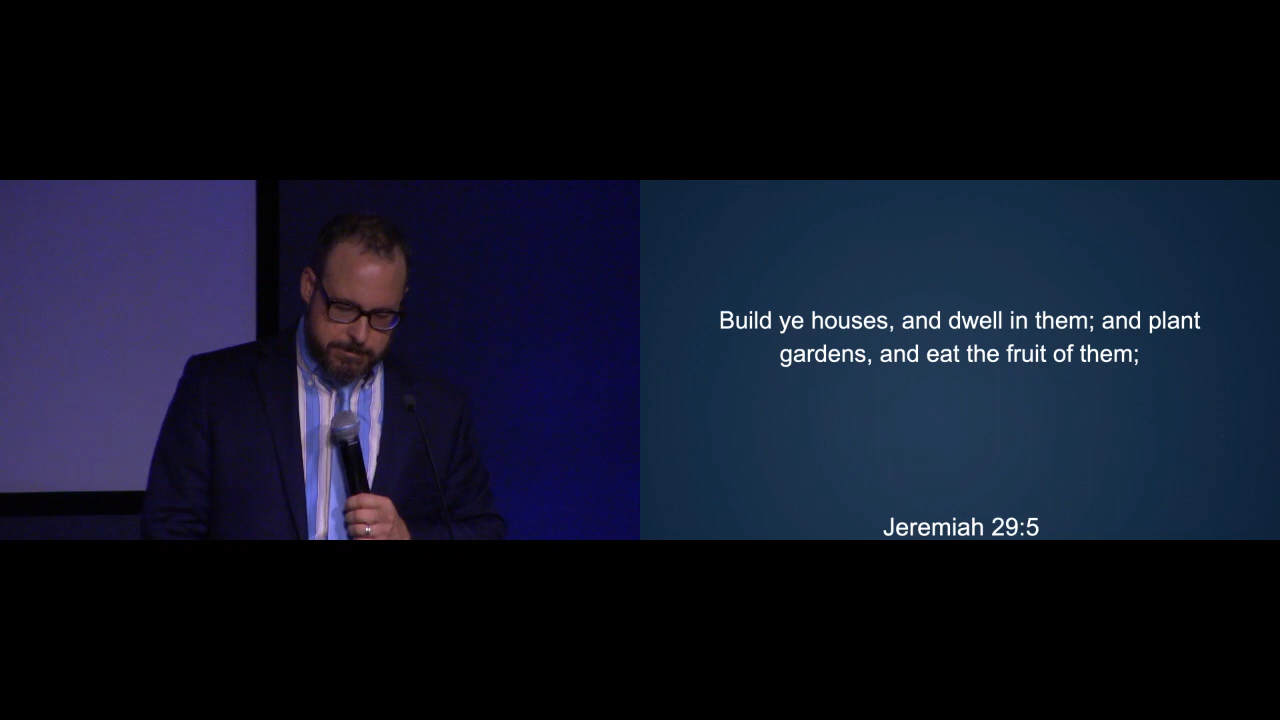 Build ye houses, and dwell in them; and plant
gardens, and eat the fruit of them;
Jeremiah 29:5